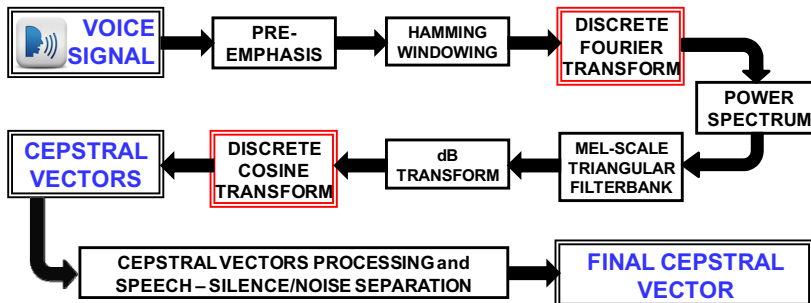 VOICE
SIGNAL
PRE-
EMPHASIS
HAMMING
WINDOWING
DISCRETE
FOURIER
TRANSFORM
POWER
SPECTRUM
MEL-SCALE
TRIANGULAR
FILTERBANK
dB
TRANSFORM
DISCRETE
COSINE
TRANSFORM
CEPSTRAL
VECTORS
CEPSTRAL VECTORS PROCESSING and
SPEECH – SILENCE/NOISE SEPARATION
FINAL CEPSTRAL
VECTOR